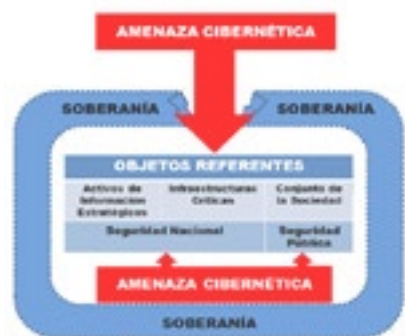 AMENAZA CIBERNÉTICA
SOBERANÍA SOBERANÍA
OBJETOS REFERENTES
Activos de Infraestructuras Conjunto de
Información Críticas la Sociedad
Estratégicos
Seguridad Nacional Seguridad
Pública
AMENAZA CIBERNÉTICA
SOBERANÍA